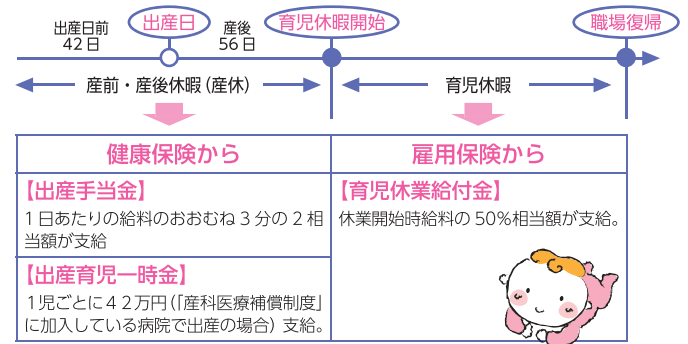 出産日前
42日
出産日
産後
56日
育児休暇開始
職場復帰
産前・産後休暇（産休）
育児休暇
健康保険から
雇用保険から
【出産手当金】
１日あたりの給料のおおむね３分の２相
当額が支給
【育児休業給付金】
休業開始時給料の50％相当額が支給。
【出産育児一時金】
１児ごとに４２万円（「産科医療補償制度」
に加入している病院で出産の場合）支給。